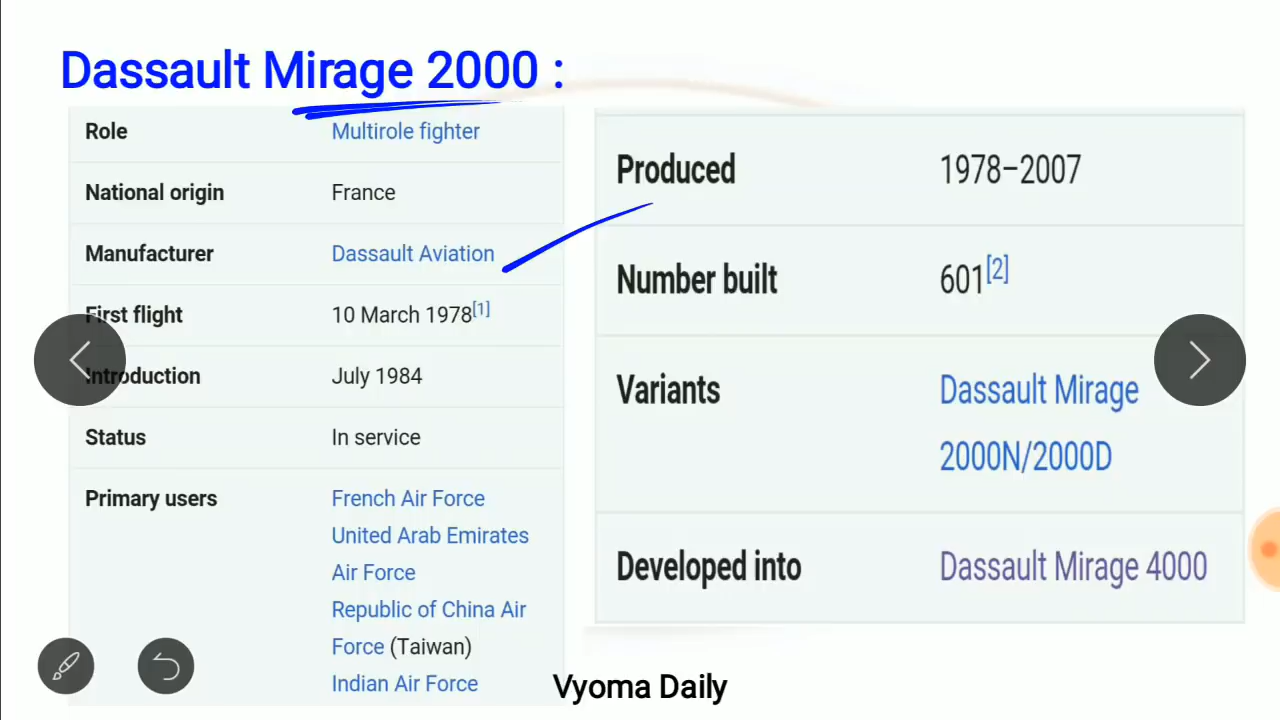 Dassault Mirage 2000 :
Role Multirole fighter
National origin France
Manufacturer Dassault Aviation
First flight 10 March 1978[1]
Introduction July 1984
Status In service
Primary users French Air Force
United Arab Emirates
Air Force
Republic of China Air
Force (Taiwan)
Indian Air Force
Produced 1978–2007
Number built 601[2]
Variants Dassault Mirage
2000N/2000D
Developed into Dassault Mirage 4000
Vyoma Daily